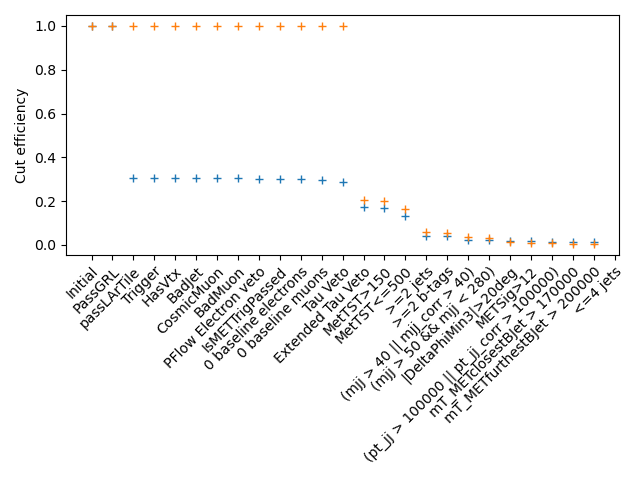 Cut efficiency
1.0
0.8
0.6
0.4
0.2
0.0
Initial
PassGRL
passLArTile
Trigger
HasVtx
BadJet
CosmicMuon
BadMuon
PFlow Electron veto
IsMETTrigPassed
0 baseline electrons
0 baseline muons
Tau Veto
Extended Tau Veto
MetTST>150
MetTST<=500
>=2 jets
>=2 b-tags
(mjj > 40 || mjj_corr > 40)
(mjj > 50 && mjj < 280)
|DeltaPhiMin3|>20deg
METSig>12
(pt_jj > 100000 || pt_jj_corr > 100000)
mT_METclosestBJet > 170000
mT_METfurthestBJet > 200000
<=4 jets